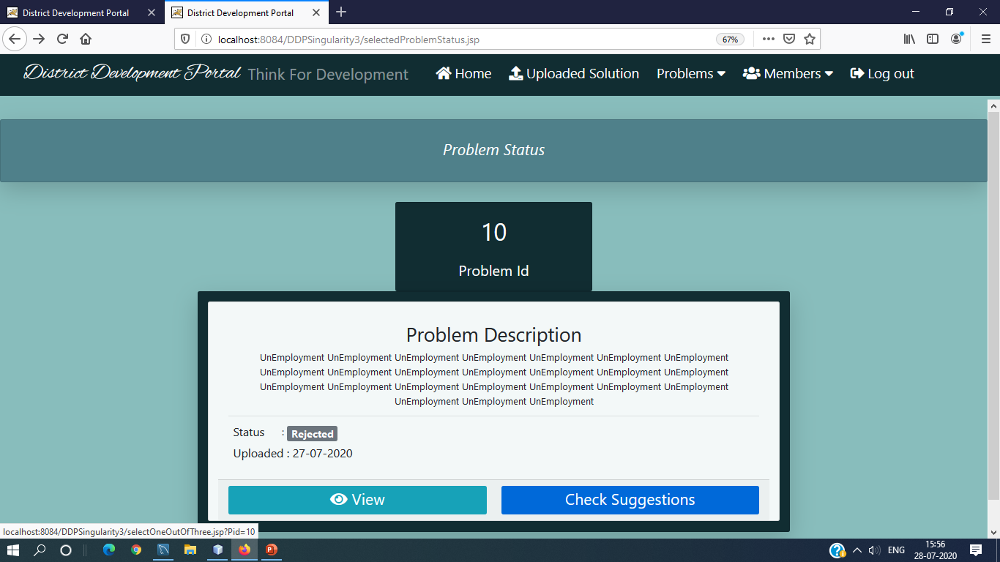 District Development Portal
District Development Portal
localhost:8084/DDPSingularity3/selectedProblemStatus.jsp
67%
District Development Portal Think For Development Home Uploaded Solution Problems Members Log out
Problem Status
10
Problem Id
Problem Description
UnEmployment UnEmployment UnEmployment UnEmployment UnEmployment UnEmployment UnEmployment
UnEmployment UnEmployment UnEmployment UnEmployment UnEmployment UnEmployment UnEmployment
UnEmployment UnEmployment UnEmployment UnEmployment UnEmployment UnEmployment UnEmployment
UnEmployment UnEmployment UnEmployment
Status : Rejected
Uploaded : 27-07-2020
View Check Suggestions
localhost:8084/DDPSingularity3/selectOneOutOfThree.jsp?Pid=10
ENG
15:56
28-07-2020